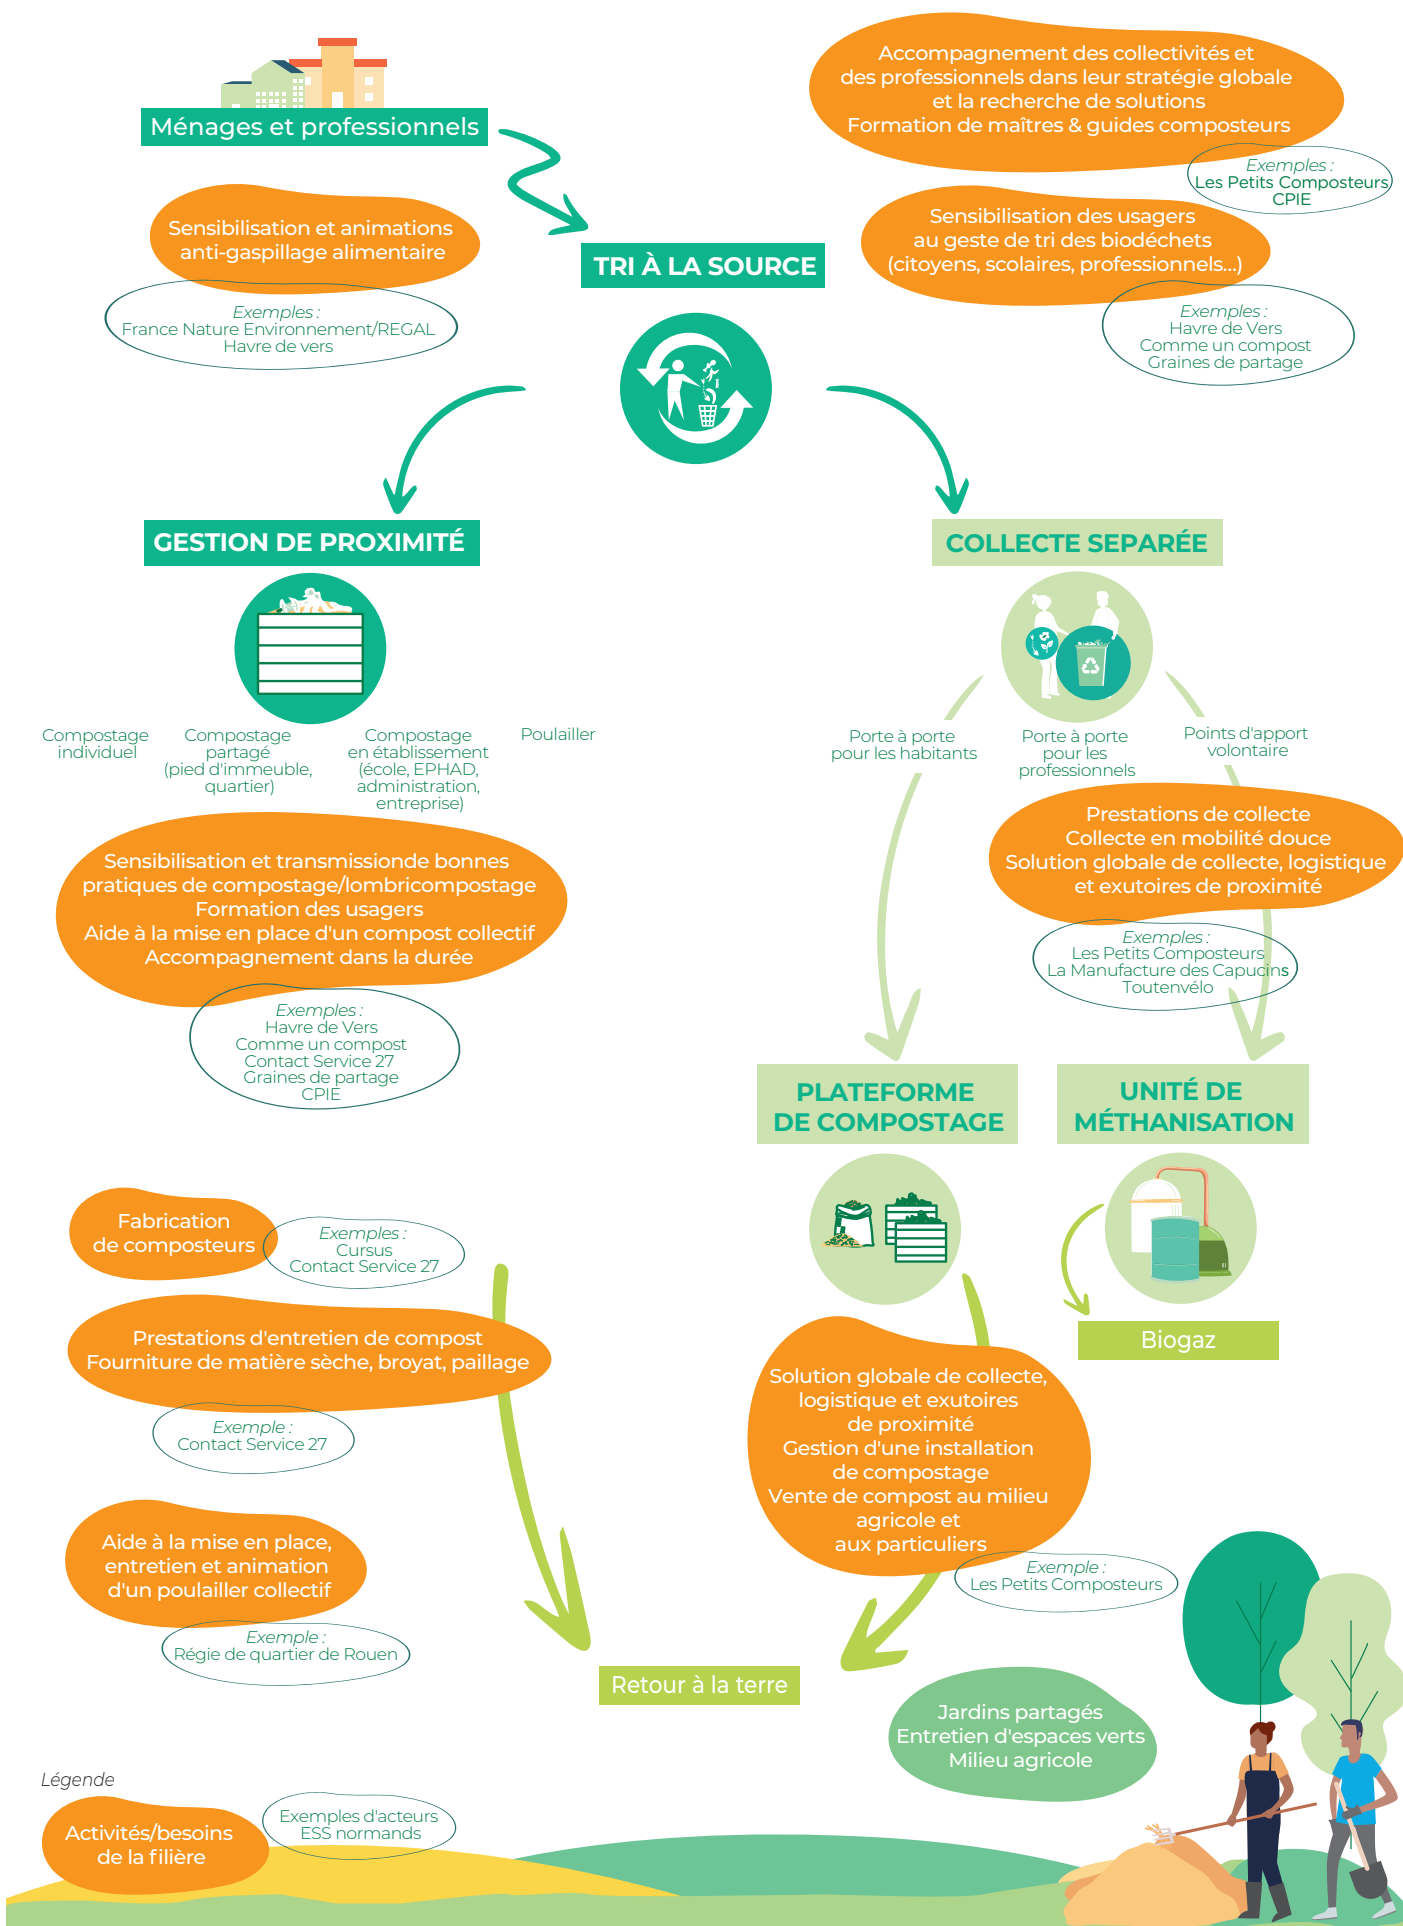 Ménages et professionnels
Accompagnement des collectivités et
des professionnels dans leur stratégie globale
et la recherche de solutions
Formation de maîtres & guides composteurs
Exemples :
Les Petits Composteurs
CPIE
Sensibilisation et animations
anti-gaspillage alimentaire
Exemples :
France Nature Environnement/REGAL
Havre de vers
TRI À LA SOURCE
Sensibilisation des usagers
au geste de tri des biodéchets
(citoyens, scolaires, professionnels...)
Exemples :
Havre de Vers
Comme un compost
Graines de partage
GESTION DE PROXIMITÉ
Compostage
individuel
Compostage
partagé
(pied d'immeuble,
quartier)
Compostage
en établissement
(école, EPHAD,
administration,
entreprise)
Poulailler
Sensibilisation et transmissionde bonnes
pratiques de compostage/lombricompostage
Formation des usagers
Aide à la mise en place d'un compost collectif
Accompagnement dans la durée
Exemples :
Havre de Vers
Comme un compost
Contact Service 27
Graines de partage
CPIE
COLLECTE SEPARÉE
Porte à porte
pour les habitants
Porte à porte
pour les
professionnels
Points d'apport
volontaire
Prestations de collecte
Collecte en mobilité douce
Solution globale de collecte, logistique
et exutoires de proximité
Exemples :
Les Petits Composteurs
La Manufacture des Capucins
Toutenvélo
PLATEFORME
DE COMPOSTAGE
UNITÉ DE
MÉTHANISATION
Biogaz
Fabrication
de composteurs
Exemples :
Cursus
Contact Service 27
Prestations d'entretien de compost
Fourniture de matière sèche, broyat, paillage
Exemple :
Contact Service 27
Aide à la mise en place,
entretien et animation
d'un poulailler collectif
Exemple :
Régie de quartier de Rouen
Solution globale de collecte,
logistique et exutoires
de proximité
Gestion d'une installation
de compostage
Vente de compost au milieu
agricole et
aux particuliers
Exemple :
Les Petits Composteurs
Retour à la terre
Jardins partagés
Entretien d'espaces verts
Milieu agricole
Légende
Activités/besoins
de la filière
Exemples d'acteurs
ESS normands